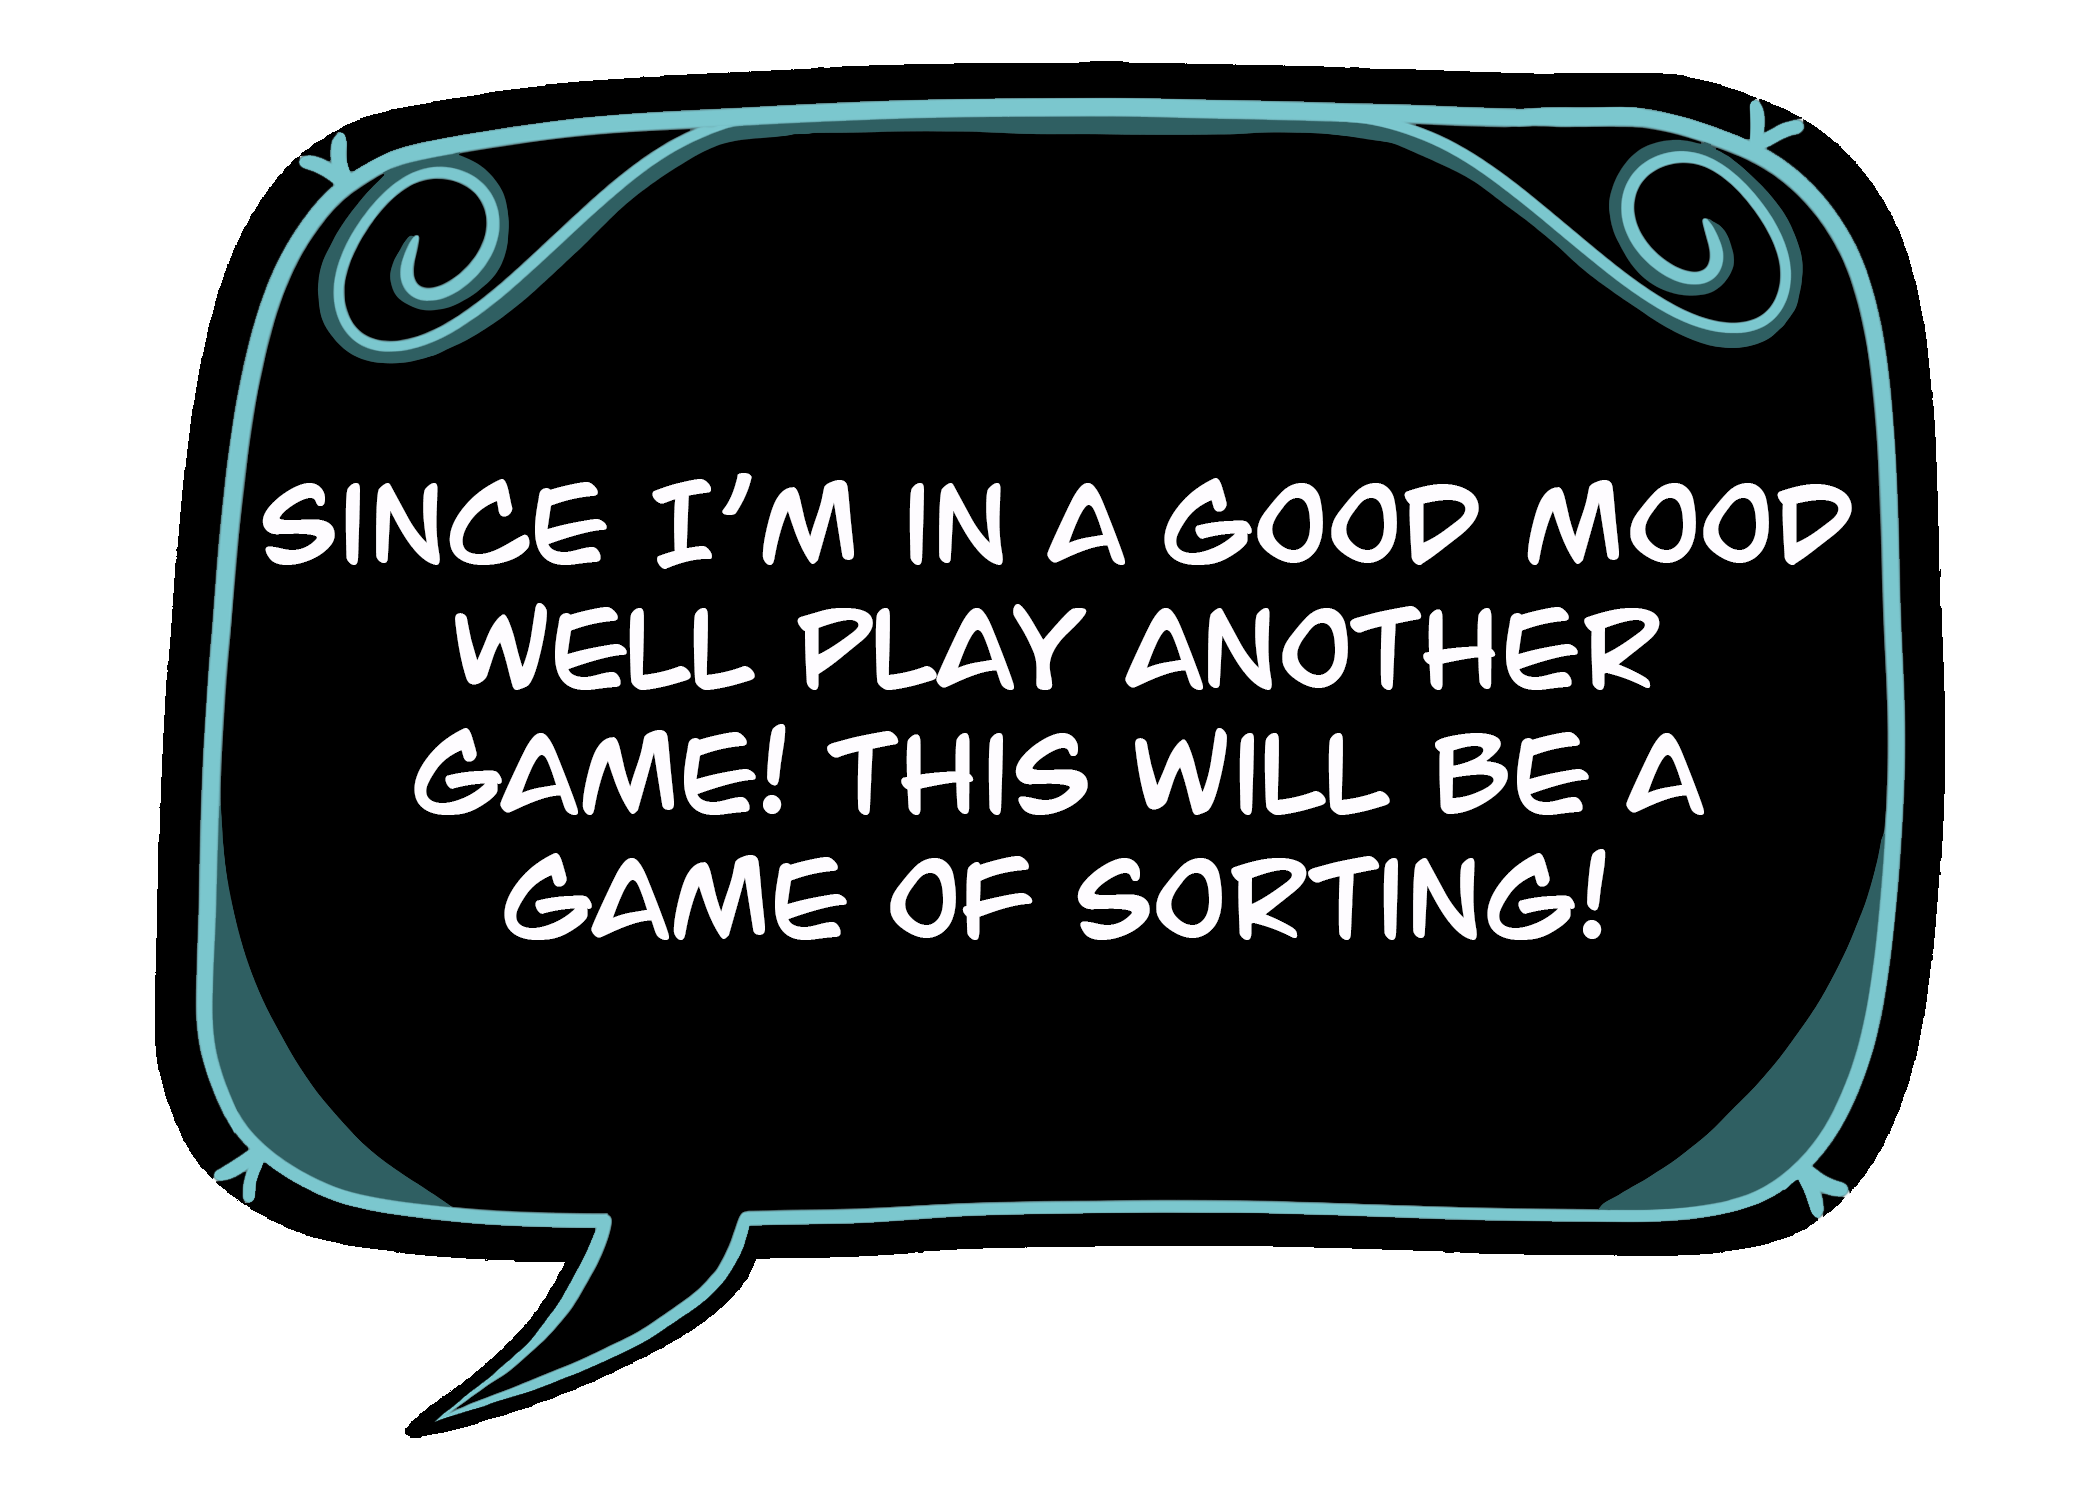 SINCE I'M IN A GOOD MOOD
WELL PLAY ANOTHER
GAME! THIS WILL BE A
GAME OF SORTING!